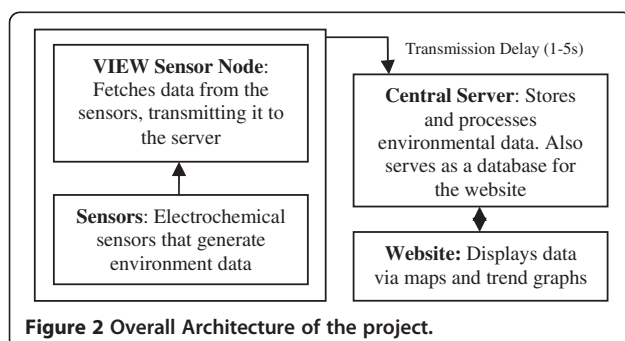 VIEW Sensor Node:
Fetches data from the
sensors, transmitting it to
the server
Sensors: Electrochemical
sensors that generate
environment data
Transmission Delay (1-5s)
Central Server: Stores
and processes
environmental data. Also
serves as a database for
the website
Website: Displays data
via maps and trend graphs
Figure 2 Overall Architecture of the project.